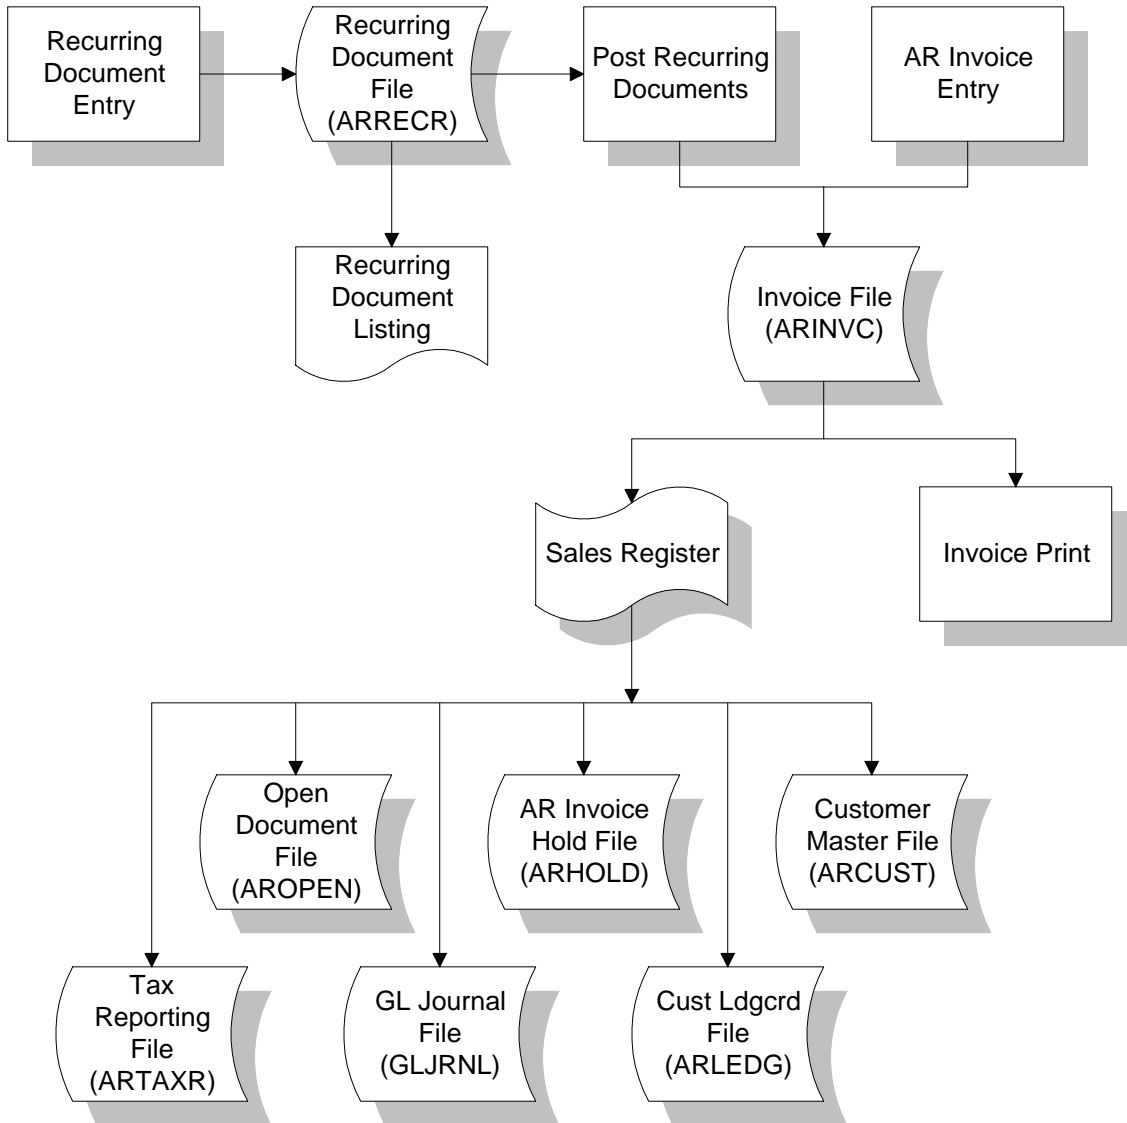 Recurring
Document
Entry
Recurring
Document
File
(ARRECR)
Post Recurring
Documents
AR Invoice
Entry
Recurring
Document
Listing
Invoice File
(ARINVC)
Sales Register
Invoice Print
Open
Document
File
(AROPEN)
AR Invoice
Hold File
(ARHOLD)
Customer
Master File
(ARCUST)
Tax
Reporting
File
(ARTAXR)
GL Journal
File
(GLJRNL)
Cust Ldgcrd
File
(ARLEDG)